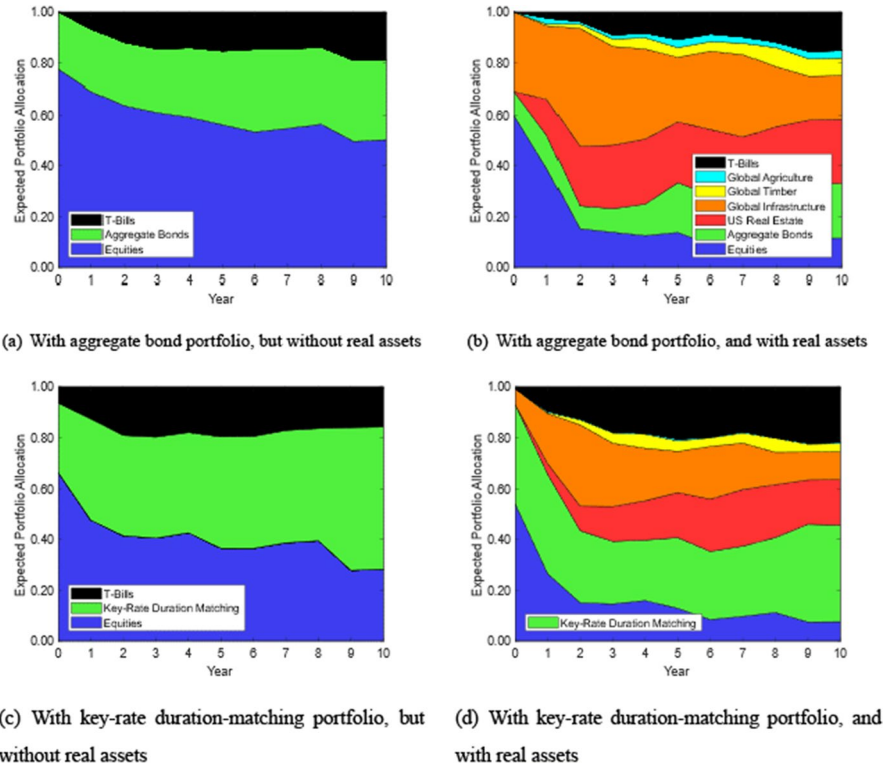 1.00
0.80
0.60
0.40
0.20
0.00
Expected Portfolio Allocation
T-Bills
Aggregate Bonds
Equities
0 1 2 3 4 5 6 7 8 9 10
Year
(a) With aggregate bond portfolio, but without real assets
1.00
0.80
0.60
0.40
0.20
0.00
Expected Portfolio Allocation
T-Bills
Global Agriculture
Global Timber
Global Infrastructure
US Real Estate
Aggregate Bonds
Equities
0 1 2 3 4 5 6 7 8 9 10
Year
(b) With aggregate bond portfolio, and with real assets
1.00
0.80
0.60
0.40
0.20
0.00
Expected Portfolio Allocation
T-Bills
Key-Rate Duration Matching
Equities
0 1 2 3 4 5 6 7 8 9 10
Year
(c) With key-rate duration-matching portfolio, but
without real assets
1.00
0.80
0.60
0.40
0.20
0.00
Expected Portfolio Allocation
Key-Rate Duration Matching
0 1 2 3 4 5 6 7 8 9 10
Year
(d) With key-rate duration-matching portfolio, and
with real assets